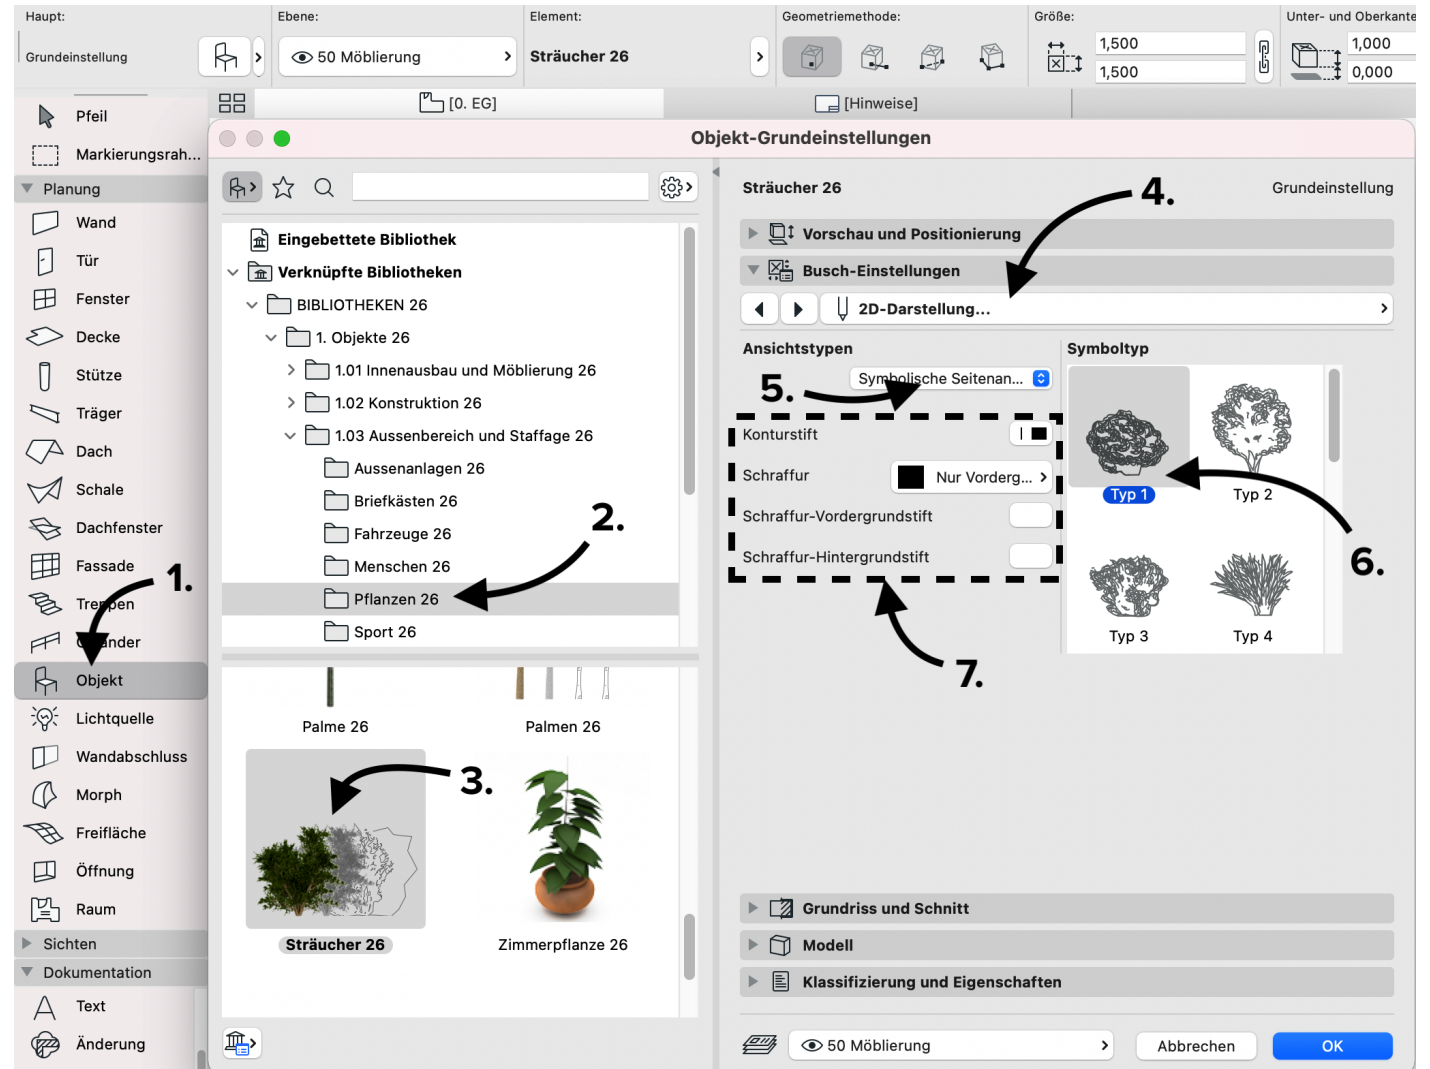 Haupt:
Ebene:
Element:
Geometriemethode:
Größe:
Unter- und Oberkante
Grundeinstellung
50 Möblierung
Sträucher 26
1,500
1,500
1,000
0,000
[0. EG]
[Hinweise]
Pfeil
Markierungsrah...
Planung
Wand
Tür
Fenster
Decke
Stütze
Träger
Dach
Schale
Dachfenster
Fassade
1.
Objekt
Lichtquelle
Wandabschluss
Morph
Freifläche
Öffnung
Raum
Sichten
Dokumentation
Text
Änderung
Objekt-Grundeinstellungen
Eingebettete Bibliothek
Verknüpfte Bibliotheken
BIBLIOTHEKEN 26
1. Objekte 26
1.01 Innenausbau und Möblierung 26
1.02 Konstruktion 26
1.03 Aussenbereich und Staffage 26
Aussenanlagen 26
Briefkästen 26
Fahrzeuge 26
2.
Menschen 26
Pflanzen 26
Sport 26
Palme 26
Palmen 26
3.
Sträucher 26
Zimmerpflanze 26
Sträucher 26
Grundeinstellung
4.
Vorschau und Positionierung
Busch-Einstellungen
2D-Darstellung...
Ansichtstypen
Symboltyp
5.
Symbolische Seitenan...
Konturstift
Schraffur
Nur Vorderg...
Schraffur-Vordergrundstift
Schraffur-Hintergrundstift
Typ 1
Typ 2
6.
Typ 3
Typ 4
7.
Grundriss und Schnitt
Modell
Klassifizierung und Eigenschaften
50 Möblierung
Abbrechen
OK